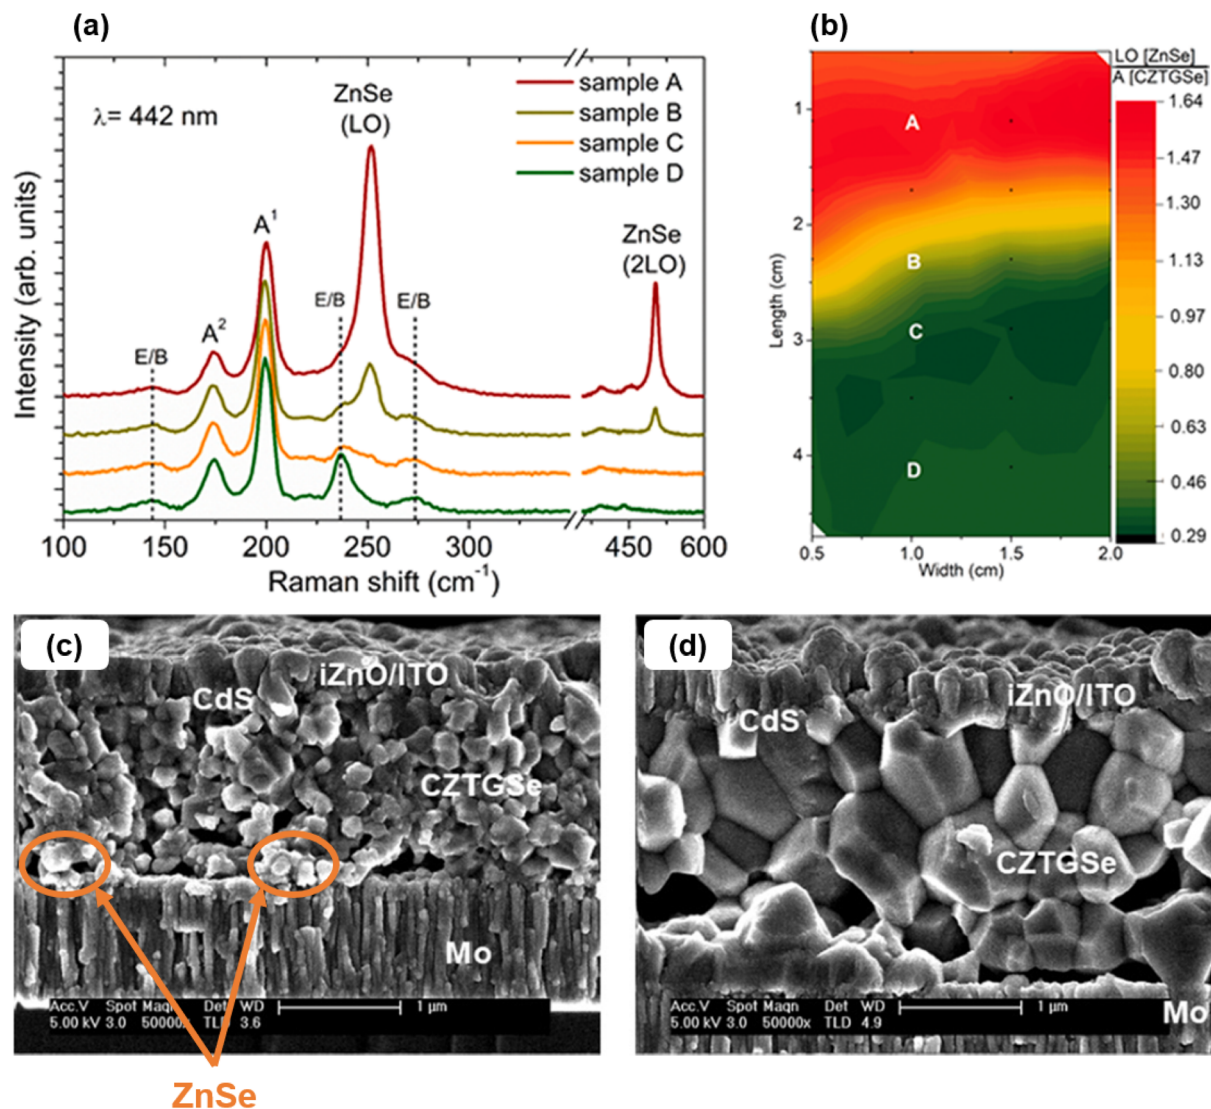 (a)
λ= 442 nm
ZnSe
(LO)
sample A
sample B
sample C
sample D
A¹
A²
E/B
E/B
E/B
ZnSe
(2LO)
Intensity (arb. units)
100 150 200 250 300 450 600
Raman shift (cm⁻¹)
(b)
LO [ZnSe]
A [CZTGSe]
1.64
1.47
1.30
1.13
0.97
0.80
0.63
0.46
0.29
A
B
C
D
1
2
3
4
Length (cm)
0.5 1.0 1.5 2.0
Width (cm)
(c)
iZnO/ITO
CdS
CZTGSe
Mo
Acc.V Spot Magn Det WD 1 µm
5.00 kV 3.0 50000x TLD 3.6
ZnSe
(d)
iZnO/ITO
CdS
CZTGSe
Mo
Acc.V Spot Magn Det WD 1 µm
5.00 kV 3.0 50000x TLD 4.9